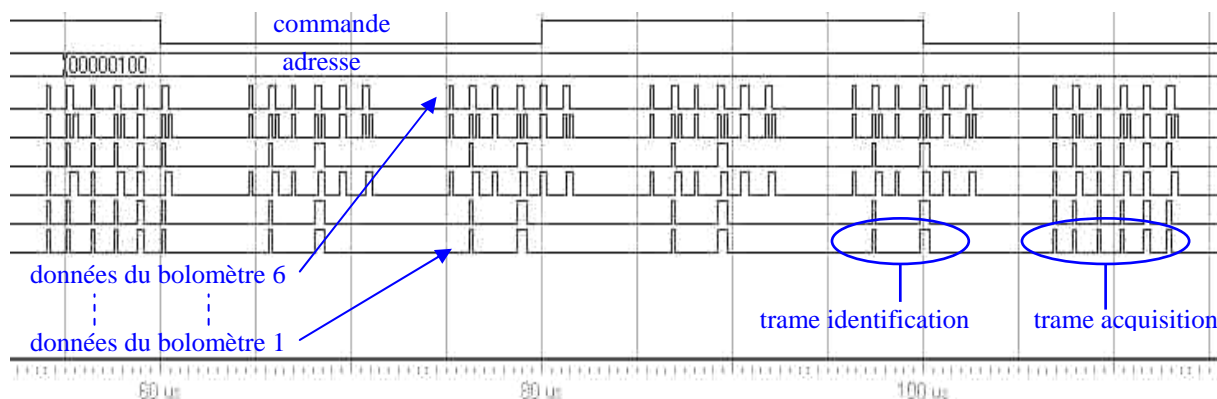 commande
00000100
adresse
données du bolomètre 6
données du bolomètre 1
trame identification
trame acquisition
60 us
80 us
100 us